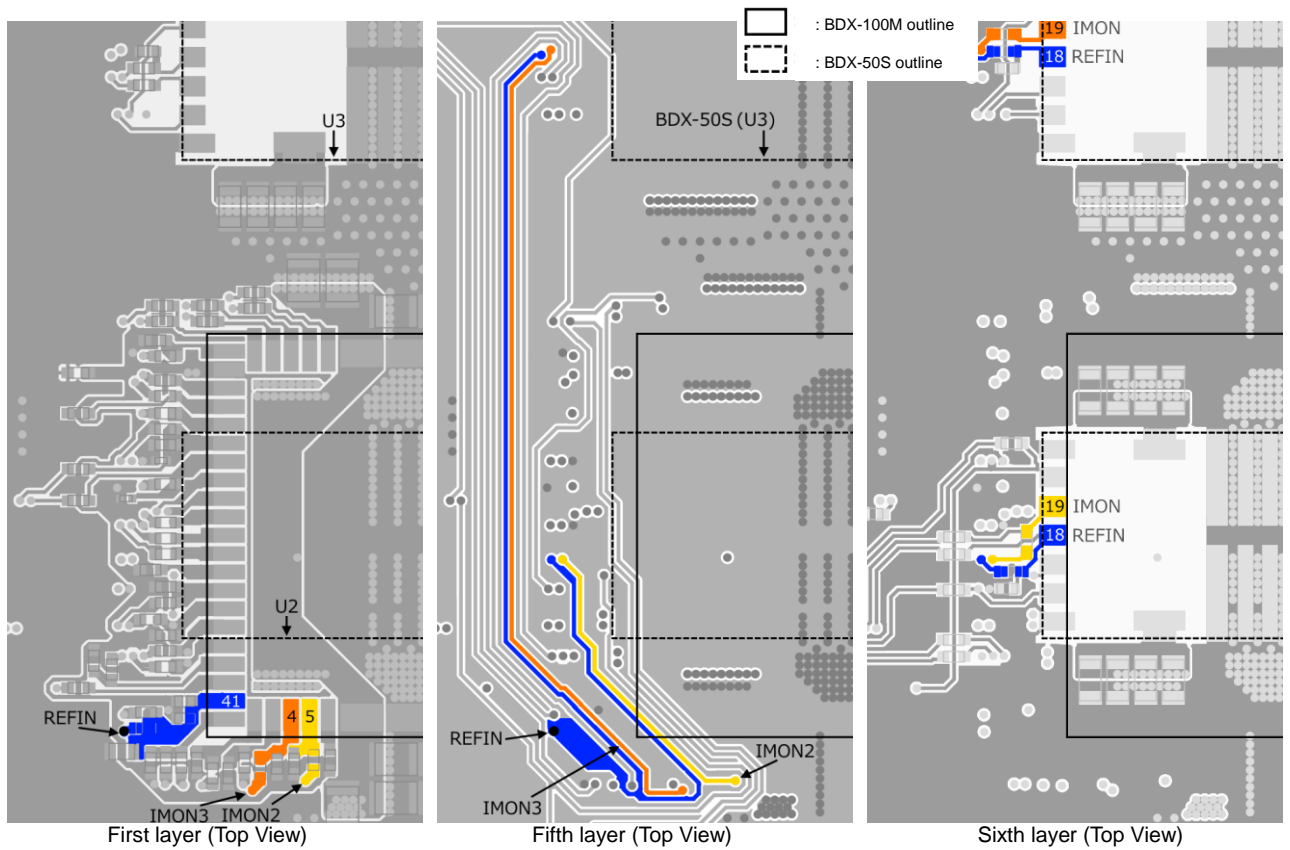 : BDX-100M outline
: BDX-50S outline
U3
U2
41
4
5
REFIN
IMON3
IMON2
First layer (Top View)
BDX-50S (U3)
REFIN
IMON3
IMON2
Fifth layer (Top View)
19 IMON
18 REFIN
19 IMON
18 REFIN
Sixth layer (Top View)